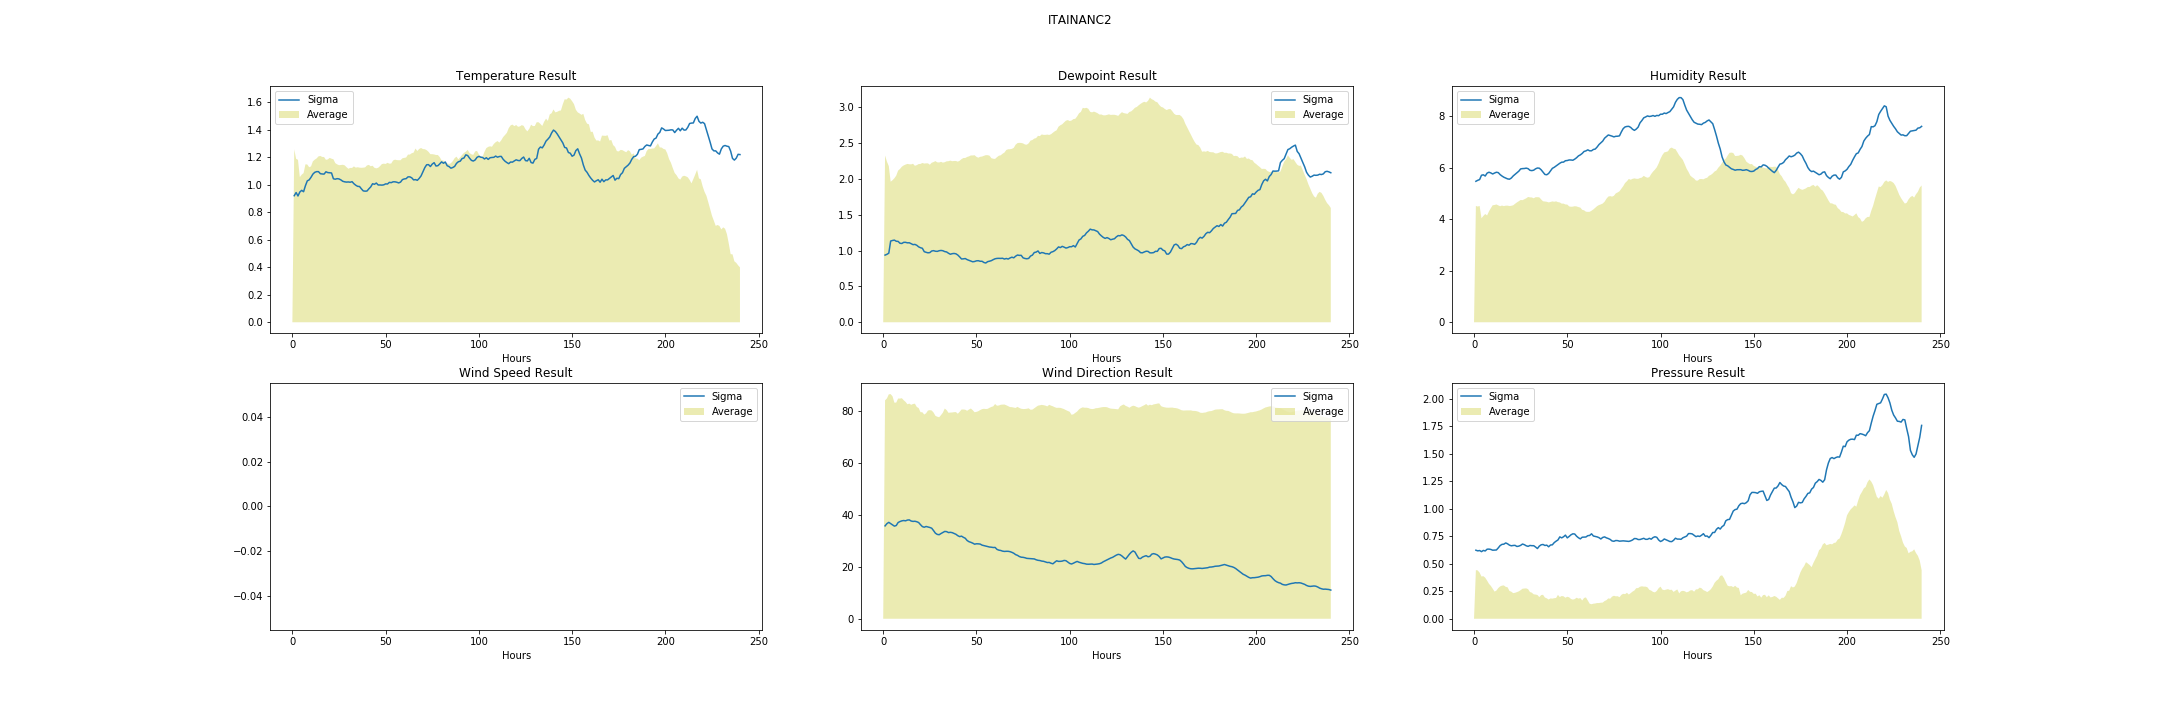 ITAINANC2
Temperature Result
Sigma
Average
1.6
1.4
1.2
1.0
0.8
0.6
0.4
0.2
0.0
0 50 100 150 200 250
Hours
Dewpoint Result
Sigma
Average
3.0
2.5
2.0
1.5
1.0
0.5
0.0
0 50 100 150 200 250
Hours
Humidity Result
Sigma
Average
8
6
4
2
0
0 50 100 150 200 250
Hours
Wind Speed Result
Sigma
Average
0.04
0.02
0.00
−0.02
−0.04
0 50 100 150 200 250
Hours
Wind Direction Result
Sigma
Average
80
60
40
20
0
0 50 100 150 200 250
Hours
Pressure Result
Sigma
Average
2.00
1.75
1.50
1.25
1.00
0.75
0.50
0.25
0.00
0 50 100 150 200 250
Hours